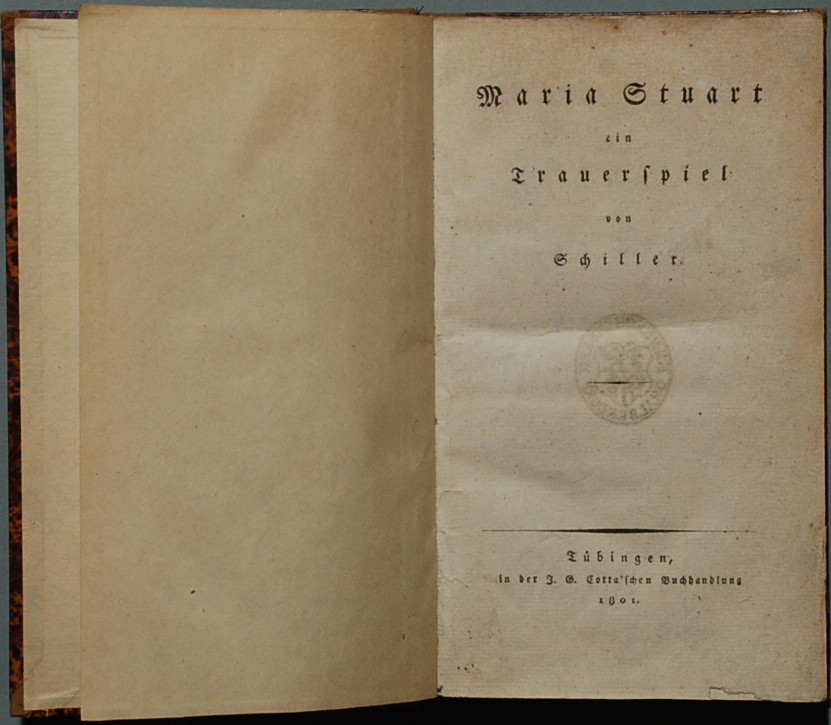 Maria Stuart
ein
Trauerſpiel
von
Schiller.
Tübingen,
in der J. G. Cotta'ſchen Buchhandlung
1801.